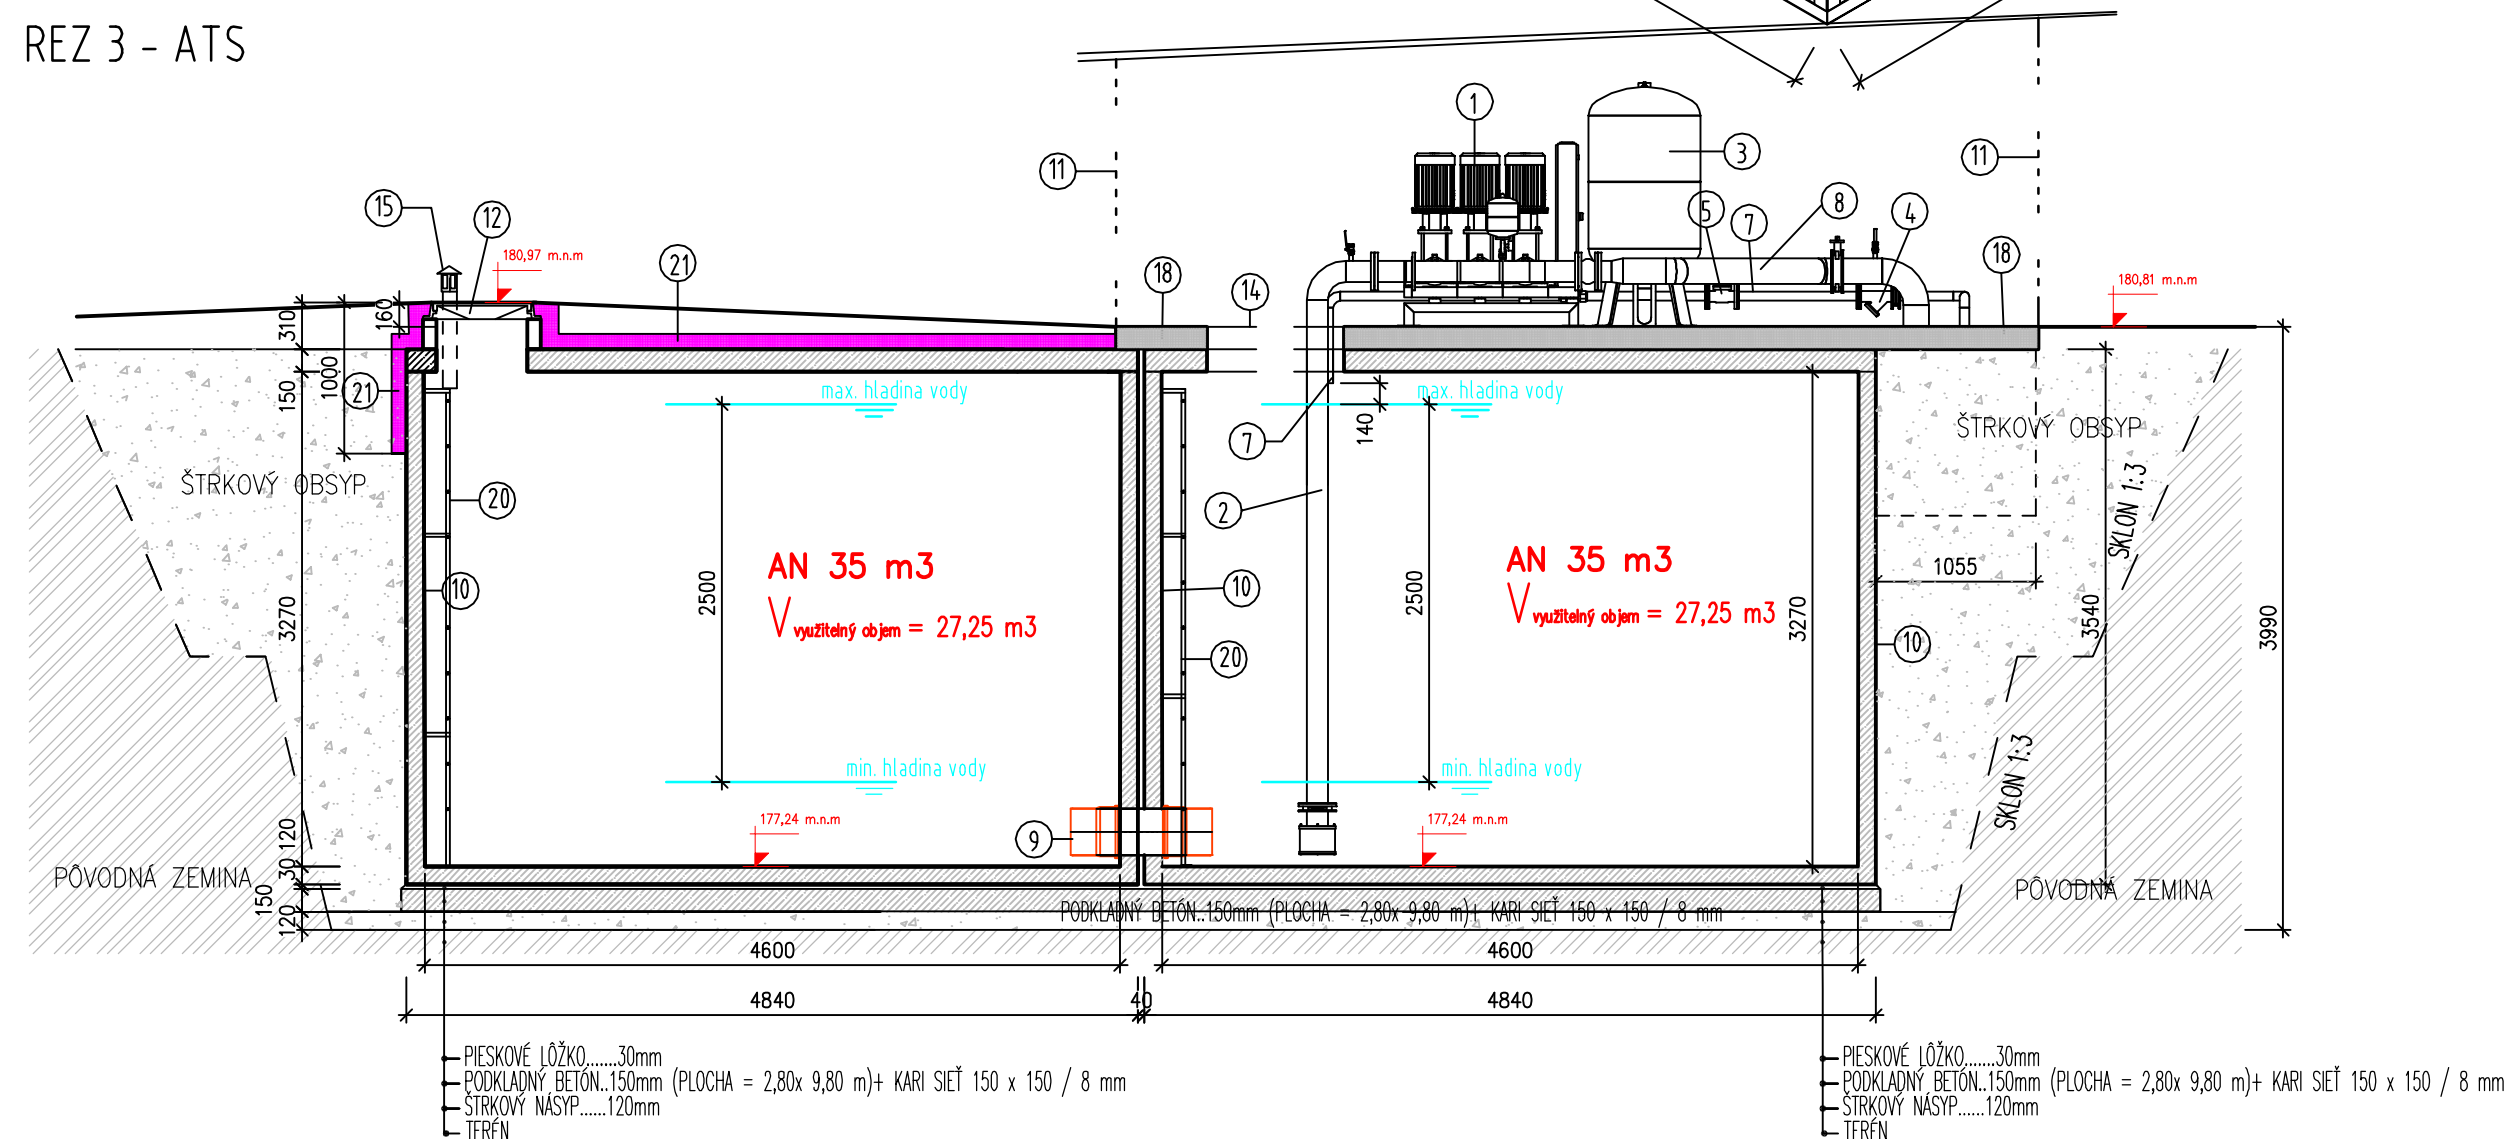 REZ 3 - ATS
1
3
11
11
15
12
5
7
8
4
180,97 m.n.m
21
18
14
18
180,81 m.n.m
310
160
150
1000
21
max. hladina vody
max. hladina vody
140
7
ŠTRKOVÝ OBSYP
ŠTRKOVÝ OBSYP
20
2
SKLON 1:3
AN 35 m3
AN 35 m3
V využiteľný objem = 27,25 m3
V využiteľný objem = 27,25 m3
10
2500
10
2500
3270
1055
3270
3540
3990
20
10
min. hladina vody
min. hladina vody
SKLON 1:3
177,24 m.n.m
177,24 m.n.m
9
120
30
150
120
PÔVODNÁ ZEMINA
PÔVODNÁ ZEMINA
PODKLADNÝ BETÓN..150mm (PLOCHA = 2,80x 9,80 m)+ KARI SIEŤ 150 x 150 / 8 mm
4600
4600
4840
40
4840
PIESKOVÉ LÔŽKO.......30mm
PODKLADNÝ BETÓN..150mm (PLOCHA = 2,80x 9,80 m)+ KARI SIEŤ 150 x 150 / 8 mm
ŠTRKOVÝ NÁSYP......120mm
TERÉN
PIESKOVÉ LÔŽKO.......30mm
PODKLADNÝ BETÓN..150mm (PLOCHA = 2,80x 9,80 m)+ KARI SIEŤ 150 x 150 / 8 mm
ŠTRKOVÝ NÁSYP......120mm
TERÉN